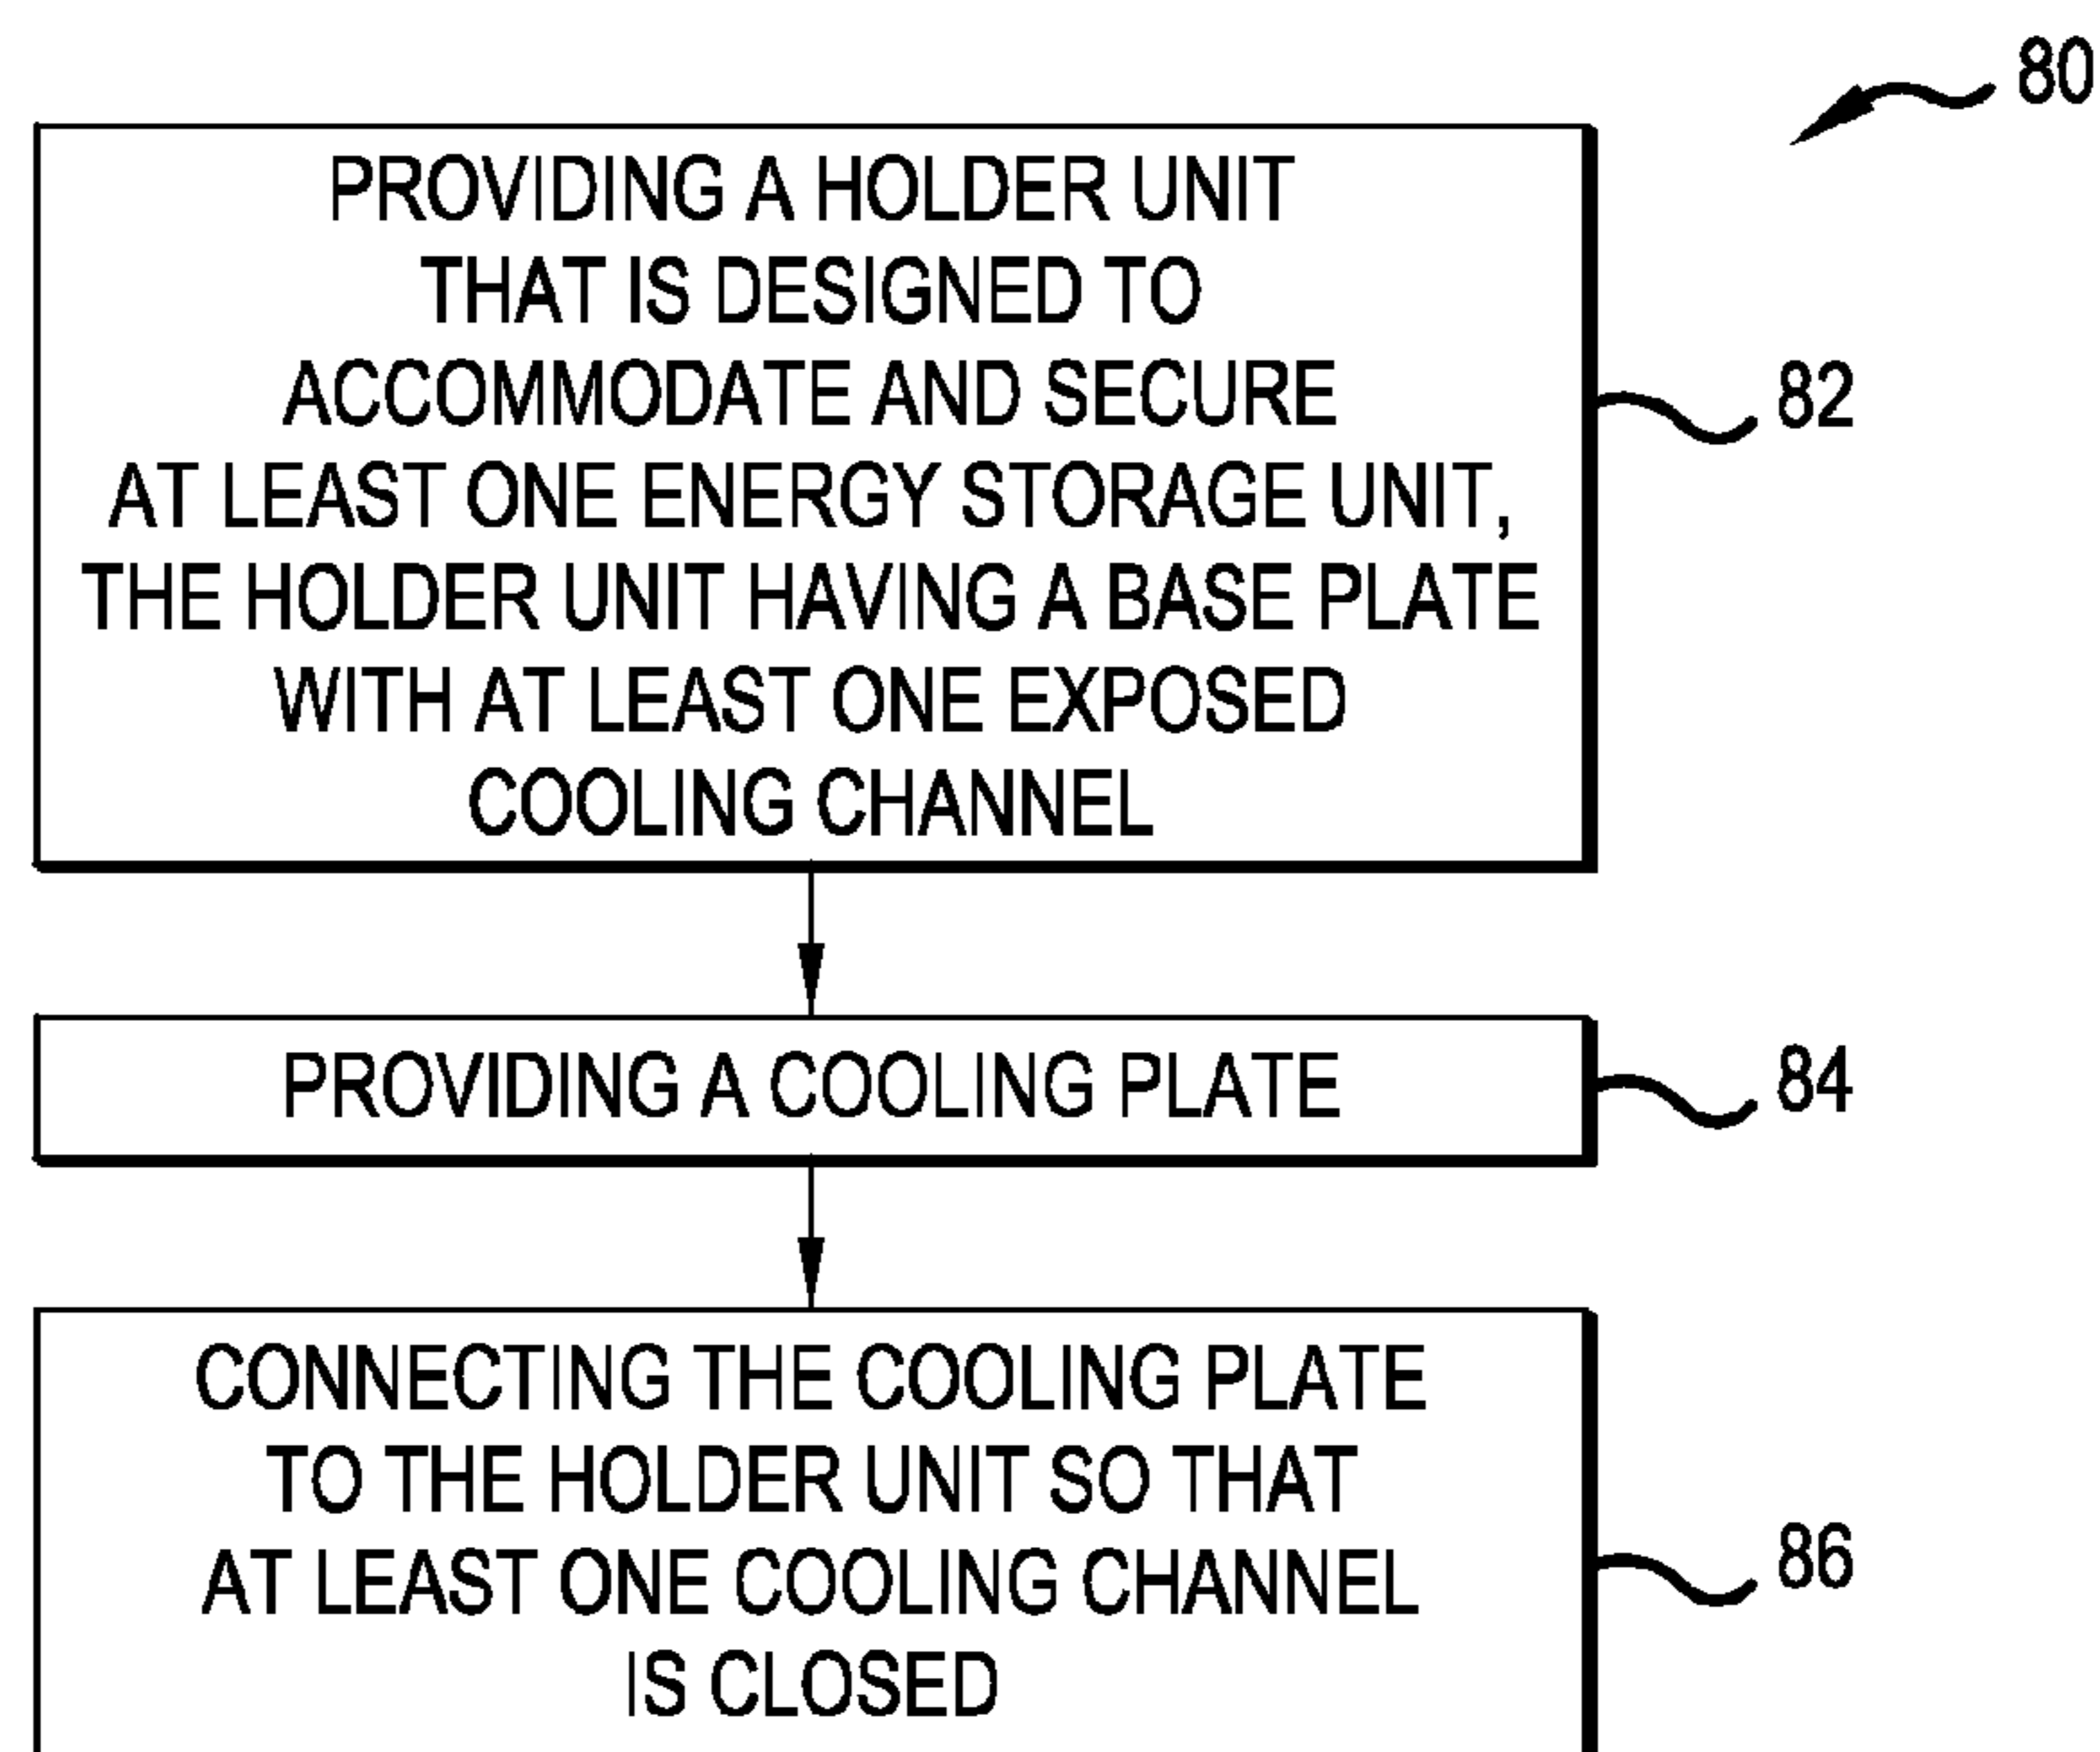 80
PROVIDING A HOLDER UNIT
THAT IS DESIGNED TO
ACCOMMODATE AND SECURE
AT LEAST ONE ENERGY STORAGE UNIT,
THE HOLDER UNIT HAVING A BASE PLATE
WITH AT LEAST ONE EXPOSED
COOLING CHANNEL
82
PROVIDING A COOLING PLATE
84
CONNECTING THE COOLING PLATE
TO THE HOLDER UNIT SO THAT
AT LEAST ONE COOLING CHANNEL
IS CLOSED
86